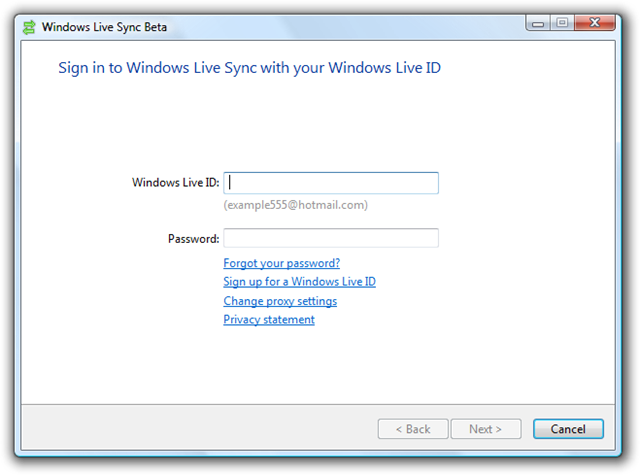 Windows Live Sync Beta
Sign in to Windows Live Sync with your Windows Live ID
Windows Live ID:
(example555@hotmail.com)
Password:
Forgot your password?
Sign up for a Windows Live ID
Change proxy settings
Privacy statement
< Back Next > Cancel